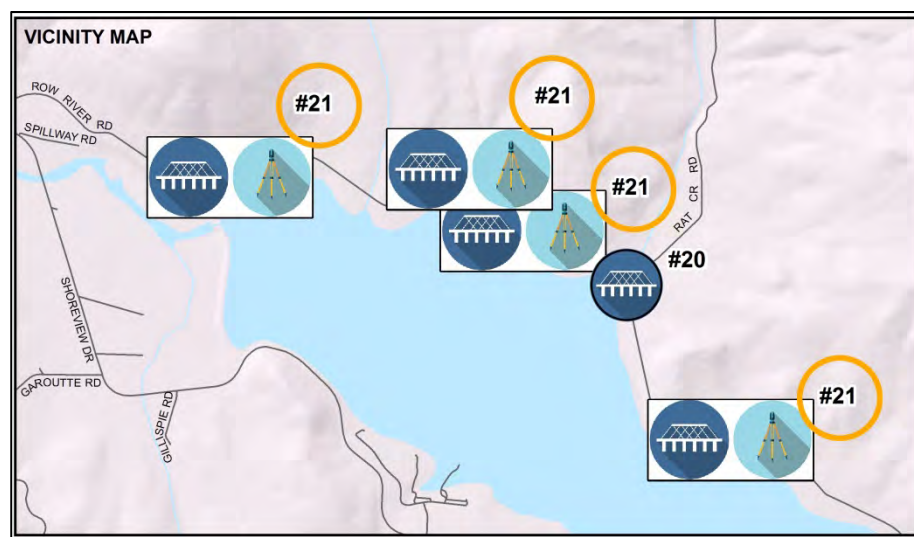 VICINITY MAP
ROW RIVER RD
SPILLWAY RD
#21
#21
#21
RAT CR RD
#20
SHOREVIEW DR
GAROUTTE RD
GILLISPIE RD
#21